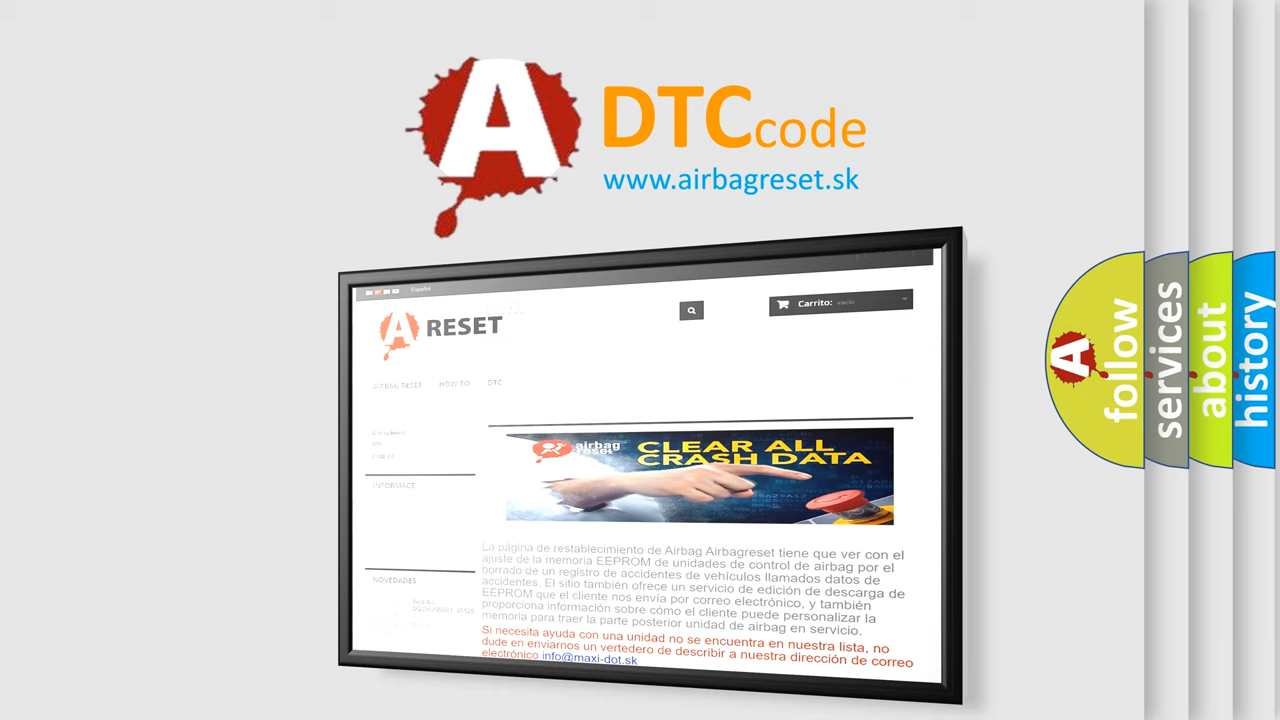 A DTCcode
www.airbagreset.sk
Español
A RESET
Carrito: vacío
AIRBAG RESET HOW TO DTC
INFORMACE
airbag
reset
CLEAR ALL
CRASH DATA
La página de restablecimiento de Airbag Airbagreset tiene que ver con el
ajuste de la memoria EEPROM de unidades de control de airbag por el
borrado de un registro de accidentes de vehículos llamados datos de
accidentes. El sitio también ofrece un servicio de edición de descarga de
EEPROM que el cliente nos envía por correo electrónico, y también
proporciona información sobre cómo el cliente puede personalizar la
memoria para traer la parte posterior unidad de airbag en servicio.
Si necesita ayuda con una unidad no se encuentra en nuestra lista, no
dude en enviarnos un vertedero de describir a nuestra dirección de correo
electrónico info@maxi-dot.sk
NOVEDADES
A
follow
services
about
history